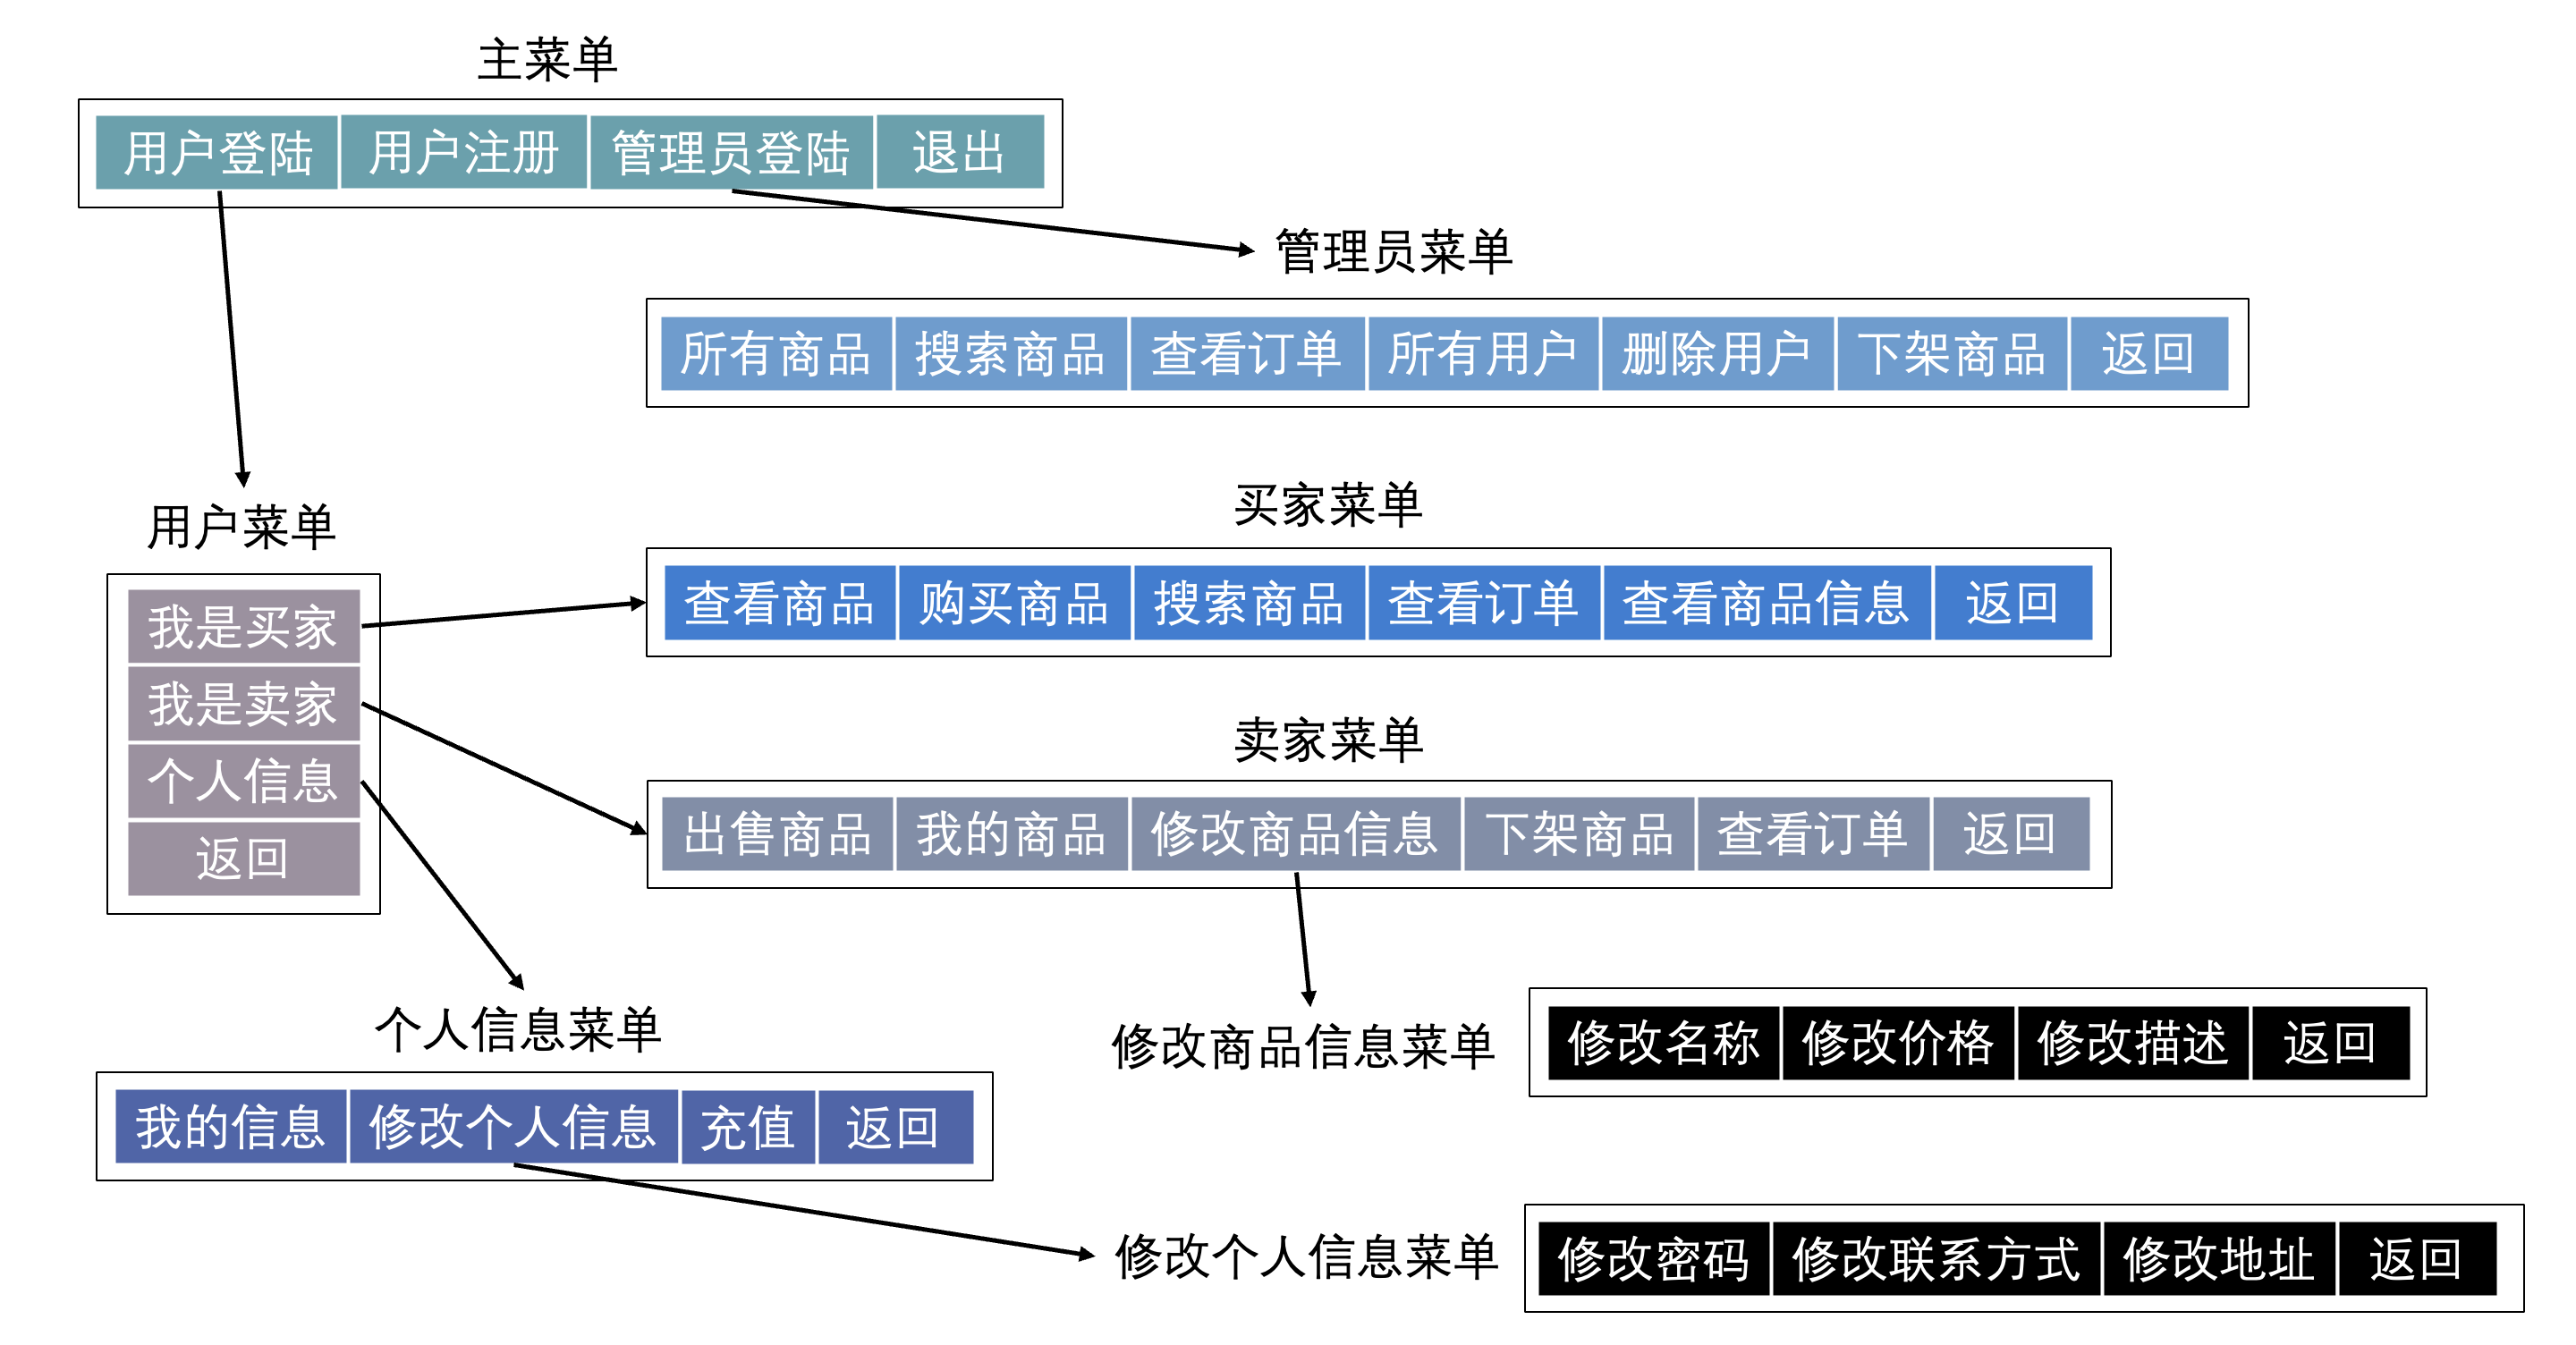 主菜单
用户登陆 用户注册 管理员登陆 退出
管理员菜单
所有商品 搜索商品 查看订单 所有用户 删除用户 下架商品 返回
用户菜单
我是买家
我是卖家
个人信息
返回
买家菜单
查看商品 购买商品 搜索商品 查看订单 查看商品信息 返回
卖家菜单
出售商品 我的商品 修改商品信息 下架商品 查看订单 返回
个人信息菜单
我的信息 修改个人信息 充值 返回
修改商品信息菜单
修改名称 修改价格 修改描述 返回
修改个人信息菜单
修改密码 修改联系方式 修改地址 返回